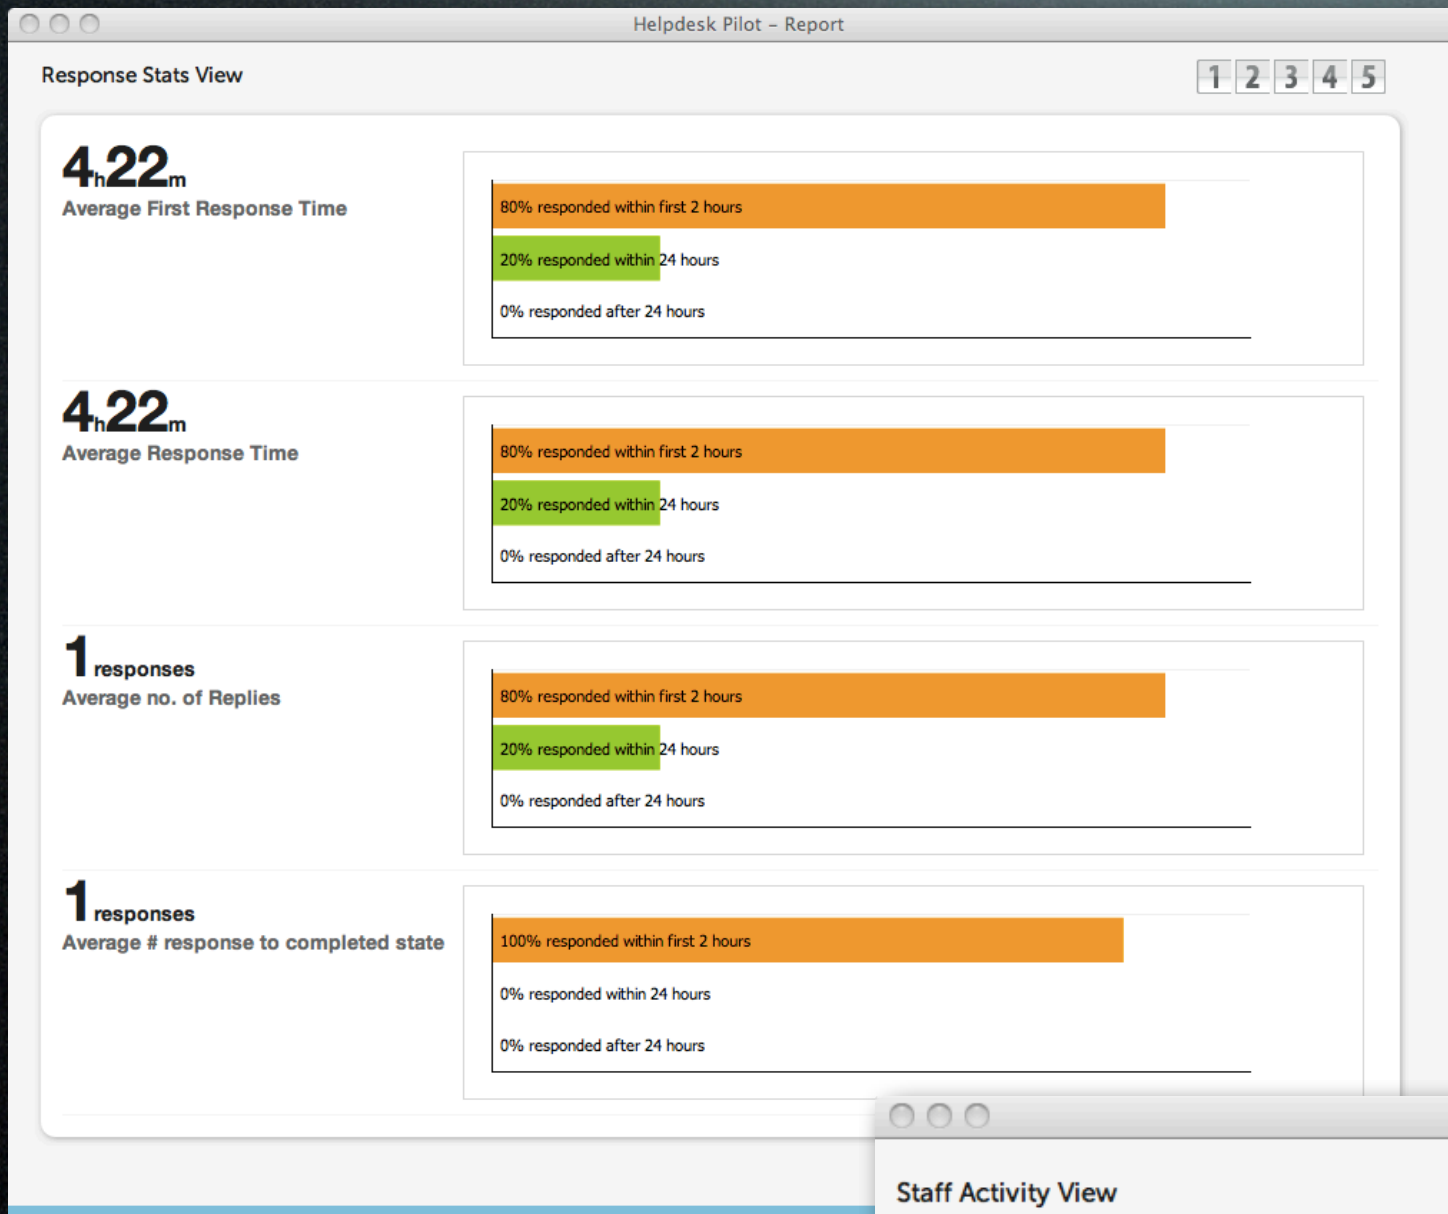 Helpdesk Pilot – Report
Response Stats View
1 2 3 4 5
4h22m
Average First Response Time
80% responded within first 2 hours
20% responded within 24 hours
0% responded after 24 hours
4h22m
Average Response Time
80% responded within first 2 hours
20% responded within 24 hours
0% responded after 24 hours
1 responses
Average no. of Replies
80% responded within first 2 hours
20% responded within 24 hours
0% responded after 24 hours
1 responses
Average # response to completed state
100% responded within first 2 hours
0% responded within 24 hours
0% responded after 24 hours
Staff Activity View